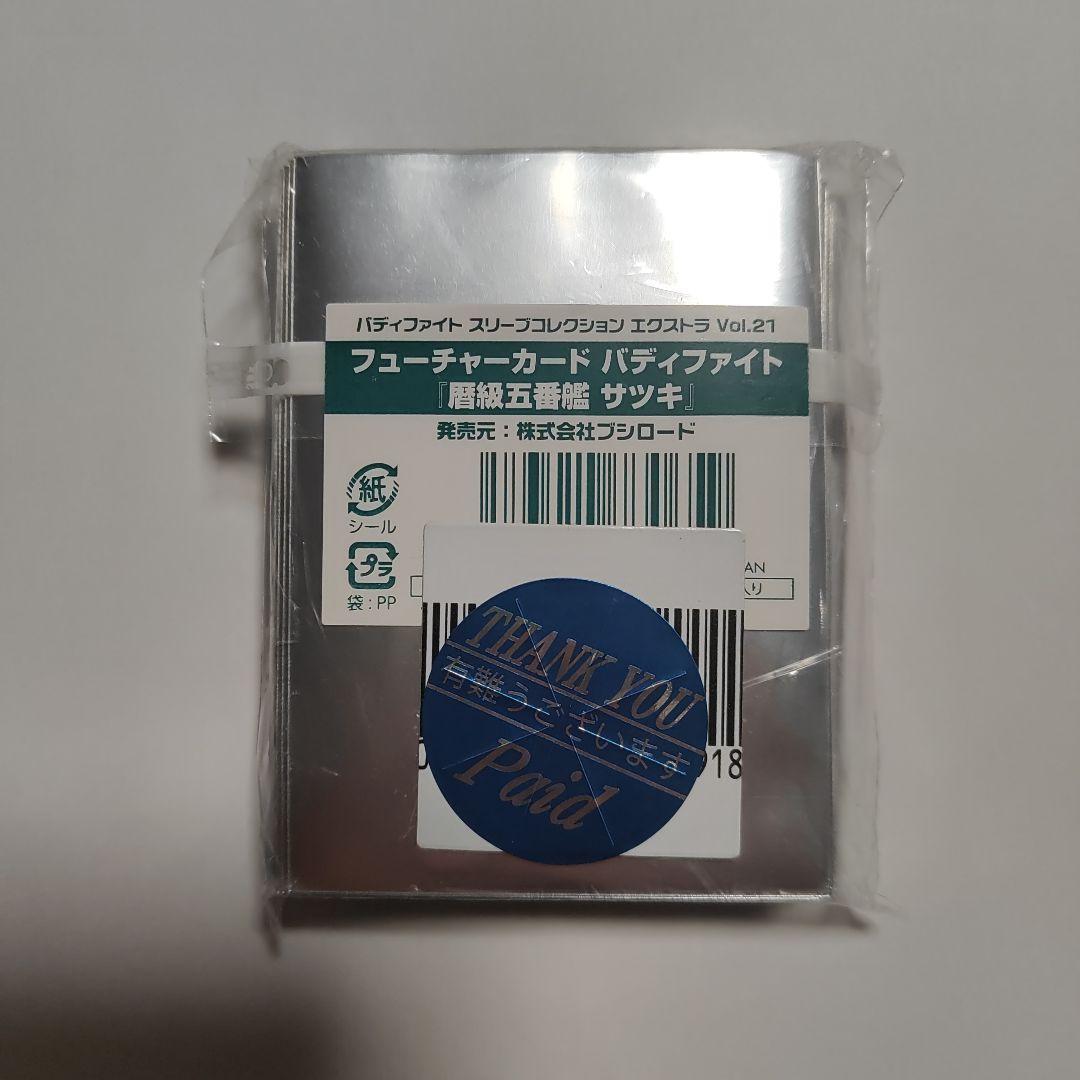 バディファイト スリーブコレクション エクストラ Vol.21
フューチャーカード バディファイト
『暦級五番艦 サツキ』
発売元：株式会社ブシロード
紙
シール
プラ
袋：PP
AN
入り
THANK YOU
有難うございます
Paid
918